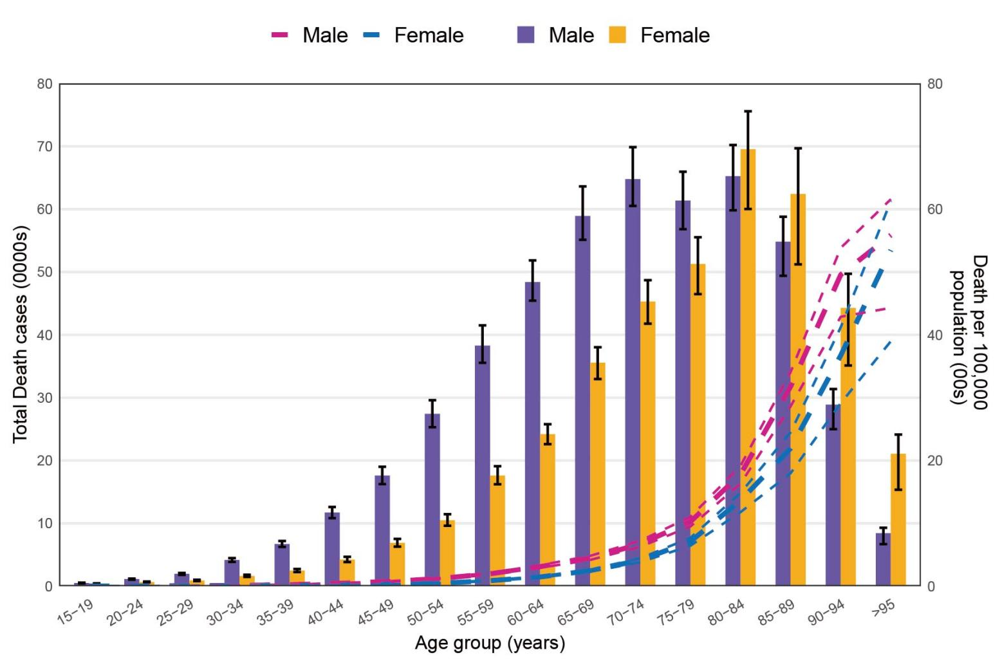 Male Female Male Female
80 80
70
60 60
50
40 40
30
20 20
10
0 0
Total Death cases (0000s)
Death per 100,000
population (00s)
15–19 20–24 25–29 30–34 35–39 40–44 45–49 50–54 55–59 60–64 65–69 70–74 75–79 80–84 85–89 90–94 >95
Age group (years)